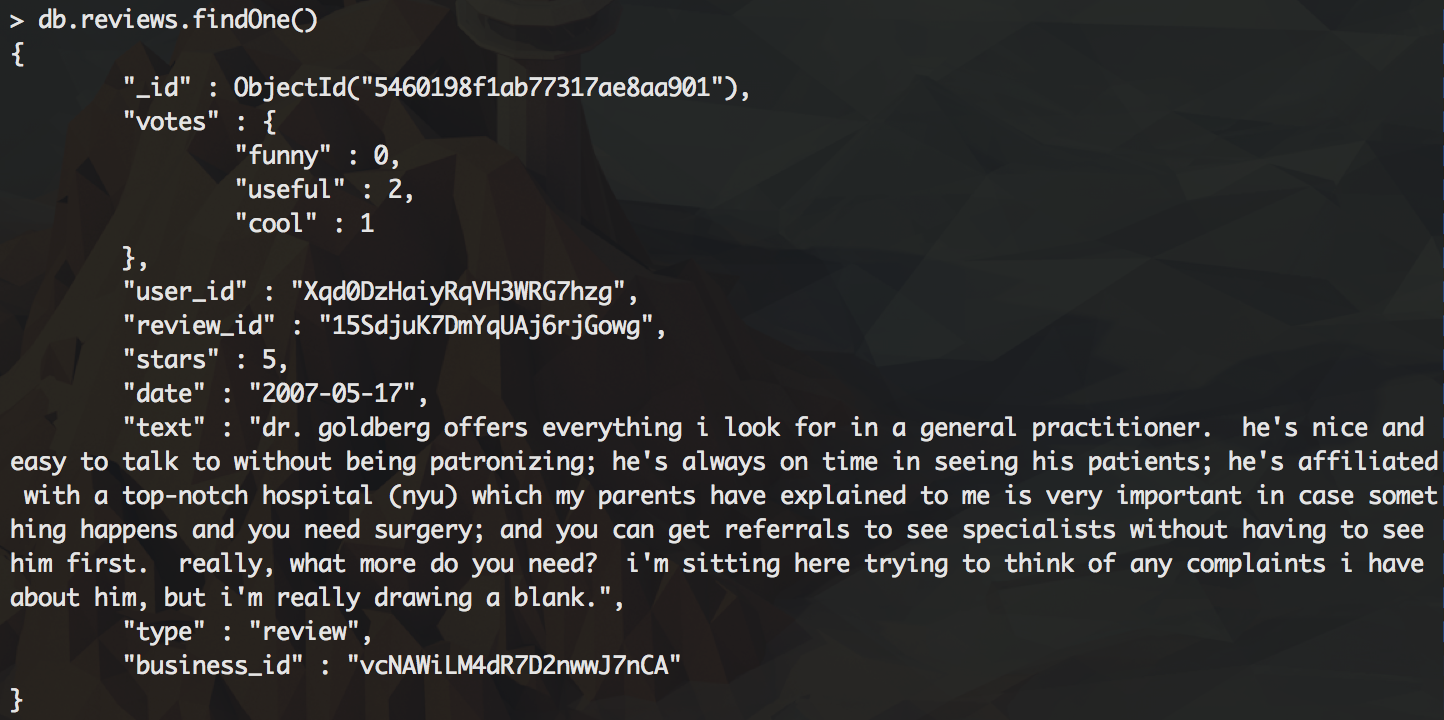 > db.reviews.findOne()
{
        "_id" : ObjectId("5460198f1ab77317ae8aa901"),
        "votes" : {
                "funny" : 0,
                "useful" : 2,
                "cool" : 1
        },
        "user_id" : "Xqd0DzHaiyRqVH3WRG7hzg",
        "review_id" : "15SdjuK7DmYqUAj6rjGowg",
        "stars" : 5,
        "date" : "2007-05-17",
        "text" : "dr. goldberg offers everything i look for in a general practitioner.  he's nice and
easy to talk to without being patronizing; he's always on time in seeing his patients; he's affiliated
 with a top-notch hospital (nyu) which my parents have explained to me is very important in case somet
hing happens and you need surgery; and you can get referrals to see specialists without having to see
him first.  really, what more do you need?  i'm sitting here trying to think of any complaints i have
about him, but i'm really drawing a blank.",
        "type" : "review",
        "business_id" : "vcNAWiLM4dR7D2nwwJ7nCA"
}